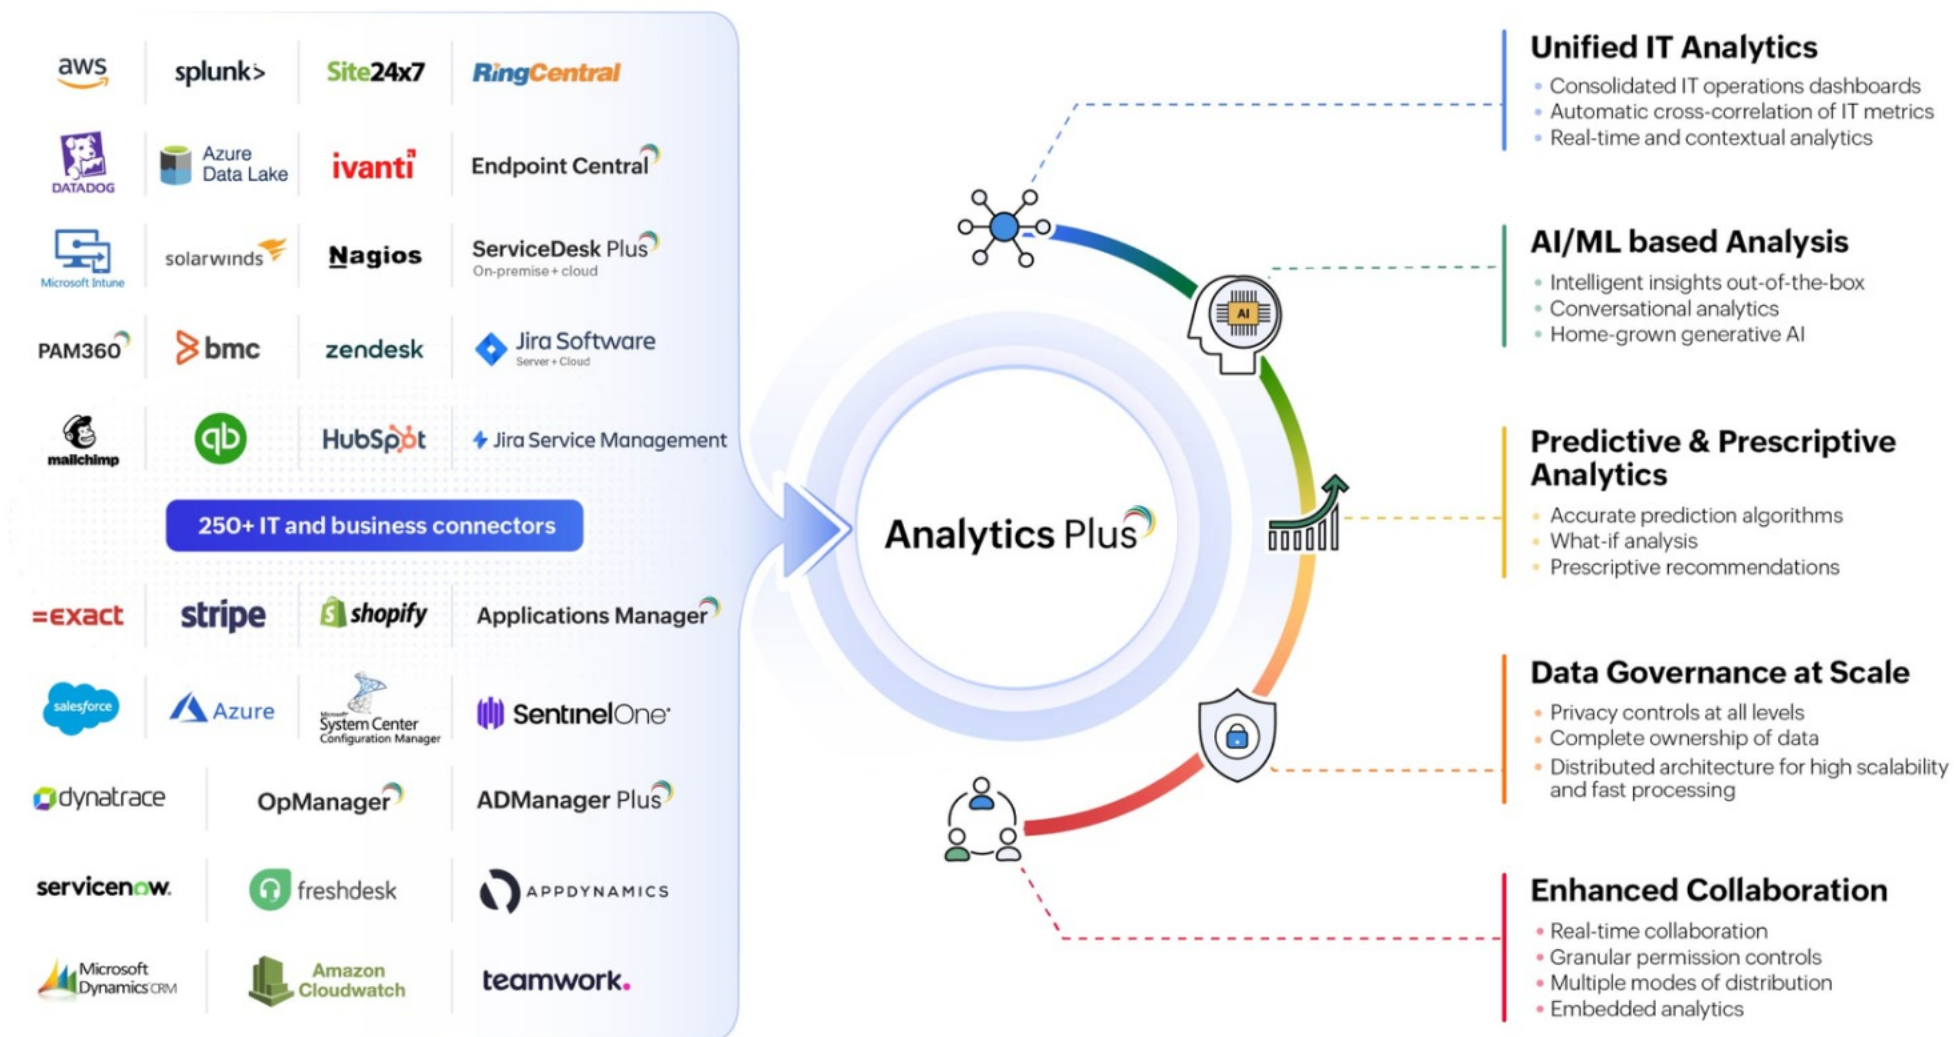 aws
splunk>
Site24x7
RingCentral
DATADOG
Azure
Data Lake
ivanti
Endpoint Central
Microsoft Intune
solarwinds
Nagios
ServiceDesk Plus
On-premise + cloud
PAM360
bmc
zendesk
Jira Software
Server + Cloud
mailchimp
qb
HubSpot
Jira Service Management
250+ IT and business connectors
=exact
stripe
shopify
Applications Manager
salesforce
Azure
Microsoft
System Center
Configuration Manager
SentinelOne
dynatrace
OpManager
ADManager Plus
servicenow.
freshdesk
APPDYNAMICS
Microsoft
Dynamics CRM
Amazon
Cloudwatch
teamwork.
Analytics Plus
AI
Unified IT Analytics
• Consolidated IT operations dashboards
• Automatic cross-correlation of IT metrics
• Real-time and contextual analytics
AI/ML based Analysis
• Intelligent insights out-of-the-box
• Conversational analytics
• Home-grown generative AI
Predictive & Prescriptive
Analytics
• Accurate prediction algorithms
• What-if analysis
• Prescriptive recommendations
Data Governance at Scale
• Privacy controls at all levels
• Complete ownership of data
• Distributed architecture for high scalability
and fast processing
Enhanced Collaboration
• Real-time collaboration
• Granular permission controls
• Multiple modes of distribution
• Embedded analytics